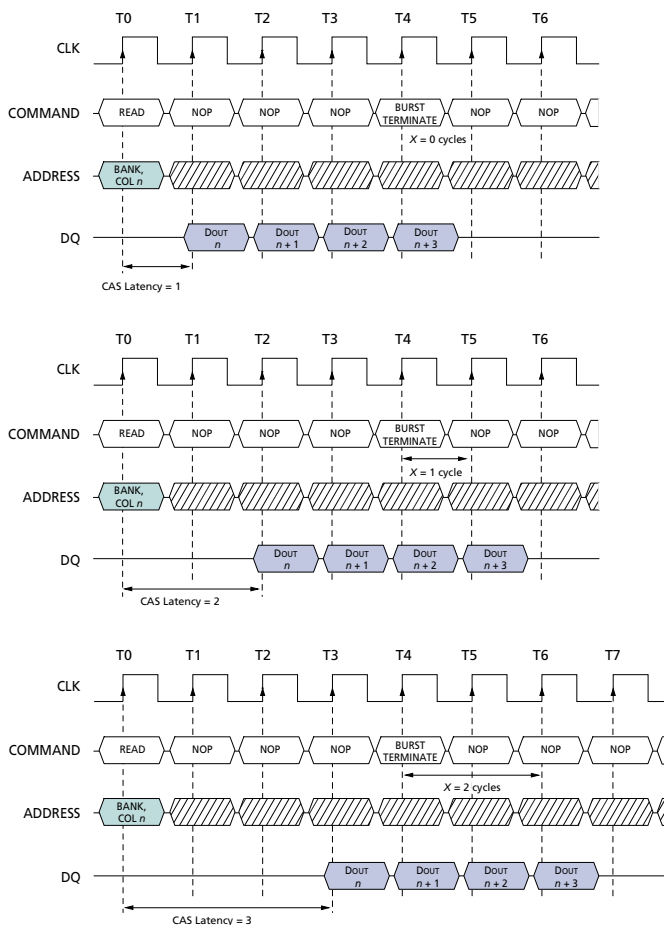 T0 T1 T2 T3 T4 T5 T6
CLK
COMMAND READ NOP NOP NOP BURST TERMINATE NOP NOP
X = 0 cycles
ADDRESS BANK, COL n
DQ DOUT n DOUT n + 1 DOUT n + 2 DOUT n + 3
CAS Latency = 1
T0 T1 T2 T3 T4 T5 T6
CLK
COMMAND READ NOP NOP NOP BURST TERMINATE NOP NOP
X = 1 cycle
ADDRESS BANK, COL n
DQ DOUT n DOUT n + 1 DOUT n + 2 DOUT n + 3
CAS Latency = 2
T0 T1 T2 T3 T4 T5 T6 T7
CLK
COMMAND READ NOP NOP NOP BURST TERMINATE NOP NOP NOP
X = 2 cycles
ADDRESS BANK, COL n
DQ DOUT n DOUT n + 1 DOUT n + 2 DOUT n + 3
CAS Latency = 3